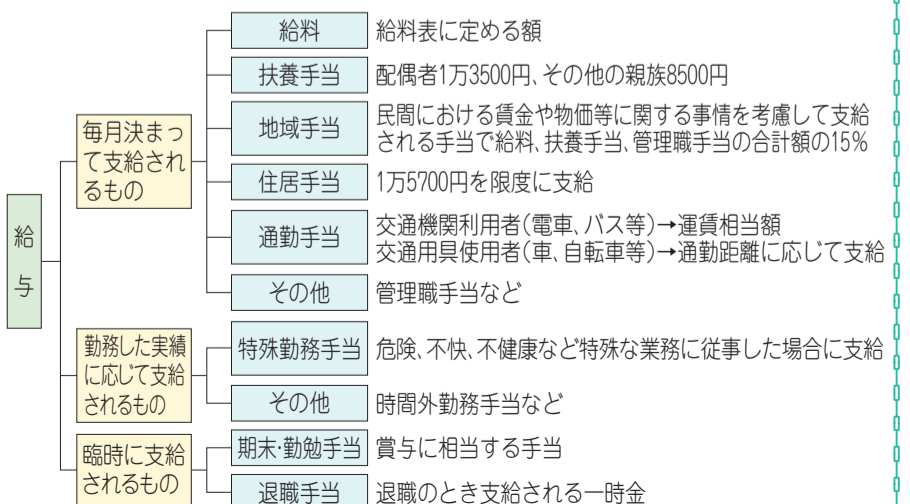 給与
毎月決まっ
て支給され
るもの
給料
給料表に定める額
扶養手当
配偶者1万3500円、その他の親族8500円
地域手当
民間における賃金や物価等に関する事情を考慮して支給
される手当で給料、扶養手当、管理職手当の合計額の15%
住居手当
1万5700円を限度に支給
通勤手当
交通機関利用者(電車、バス等)→運賃相当額
交通用具使用者(車、自転車等)→通勤距離に応じて支給
その他
管理職手当など
勤務した実績
に応じて支給
されるもの
特殊勤務手当
危険、不快、不健康など特殊な業務に従事した場合に支給
その他
時間外勤務手当など
臨時に支給
されるもの
期末・勤勉手当
賞与に相当する手当
退職手当
退職のとき支給される一時金